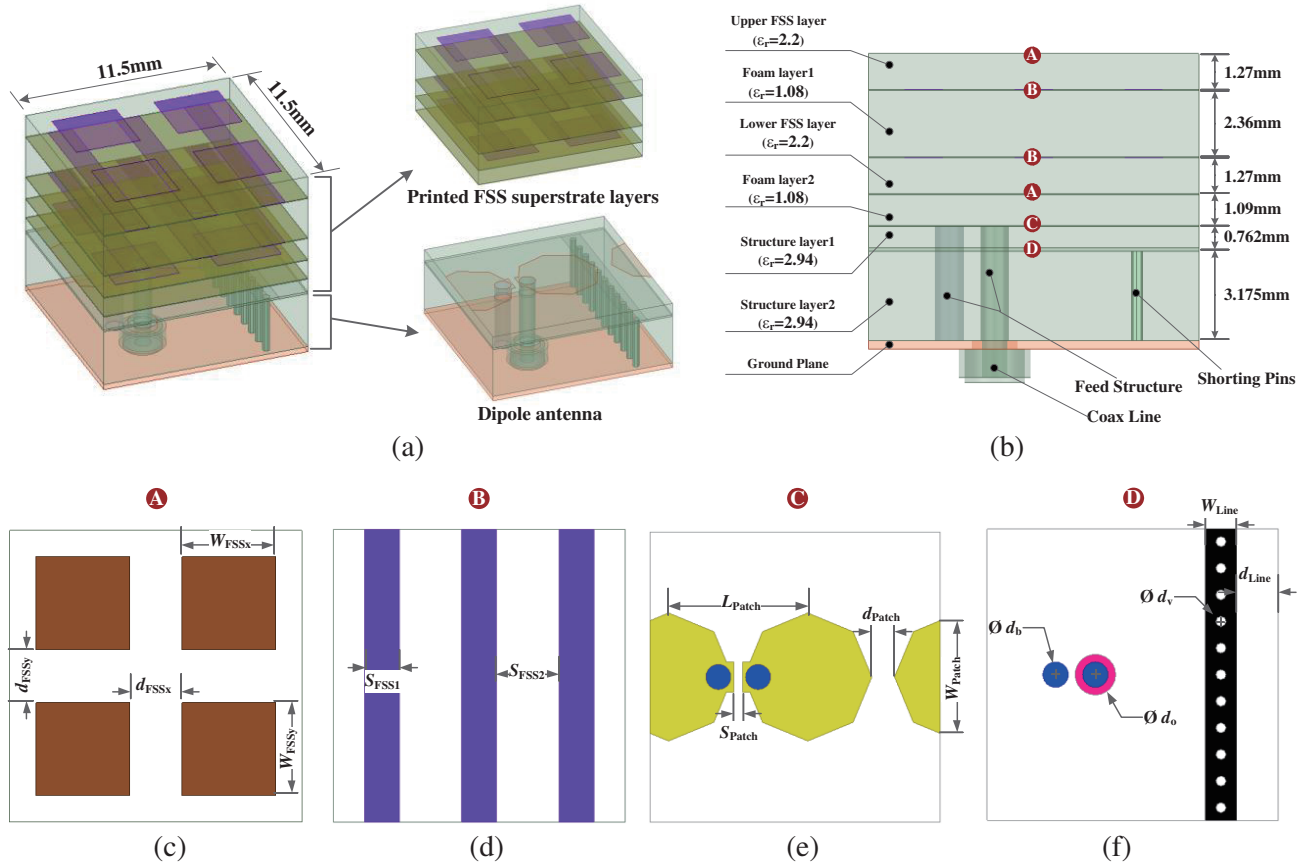 11.5mm
11.5mm
Printed FSS superstrate layers
Dipole antenna
(a)
Upper FSS layer
(εr=2.2)
Foam layer1
(εr=1.08)
Lower FSS layer
(εr=2.2)
Foam layer2
(εr=1.08)
Structure layer1
(εr=2.94)
Structure layer2
(εr=2.94)
Ground Plane
A
B
B
A
C
D
1.27mm
2.36mm
1.27mm
1.09mm
0.762mm
3.175mm
Feed Structure
Shorting Pins
Coax Line
(b)
A
WFSSx
dFSSy
dFSSx
WFSSy
(c)
B
SFSS1
SFSS2
(d)
C
LPatch
dPatch
WPatch
SPatch
(e)
D
WLine
dLine
Ø dv
Ø db
Ø do
(f)